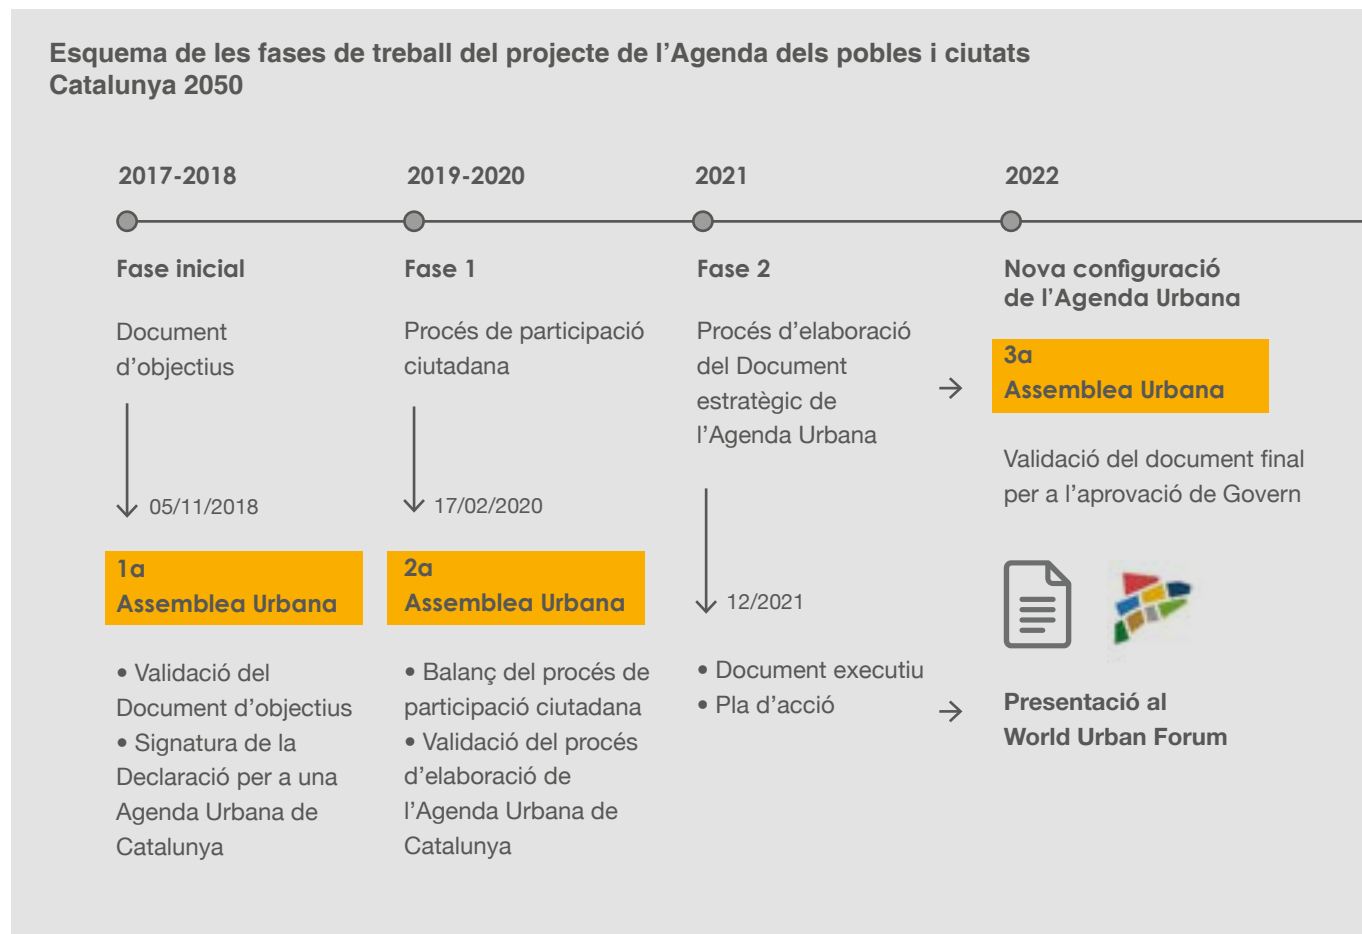 Esquema de les fases de treball del projecte de l’Agenda dels pobles i ciutats
Catalunya 2050
2017-2018
Fase inicial
Document
d’objectius
05/11/2018
1a
Assemblea Urbana
• Validació del
Document d’objectius
• Signatura de la
Declaració per a una
Agenda Urbana de
Catalunya
2019-2020
Fase 1
Procés de participació
ciutadana
17/02/2020
2a
Assemblea Urbana
• Balanç del procés de
participació ciutadana
• Validació del procés
d’elaboració de
l’Agenda Urbana de
Catalunya
2021
Fase 2
Procés d’elaboració
del Document
estratègic de
l’Agenda Urbana
12/2021
• Document executiu
• Pla d’acció
2022
Nova configuració
de l’Agenda Urbana
3a
Assemblea Urbana
Validació del document final
per a l’aprovació de Govern
Presentació al
World Urban Forum